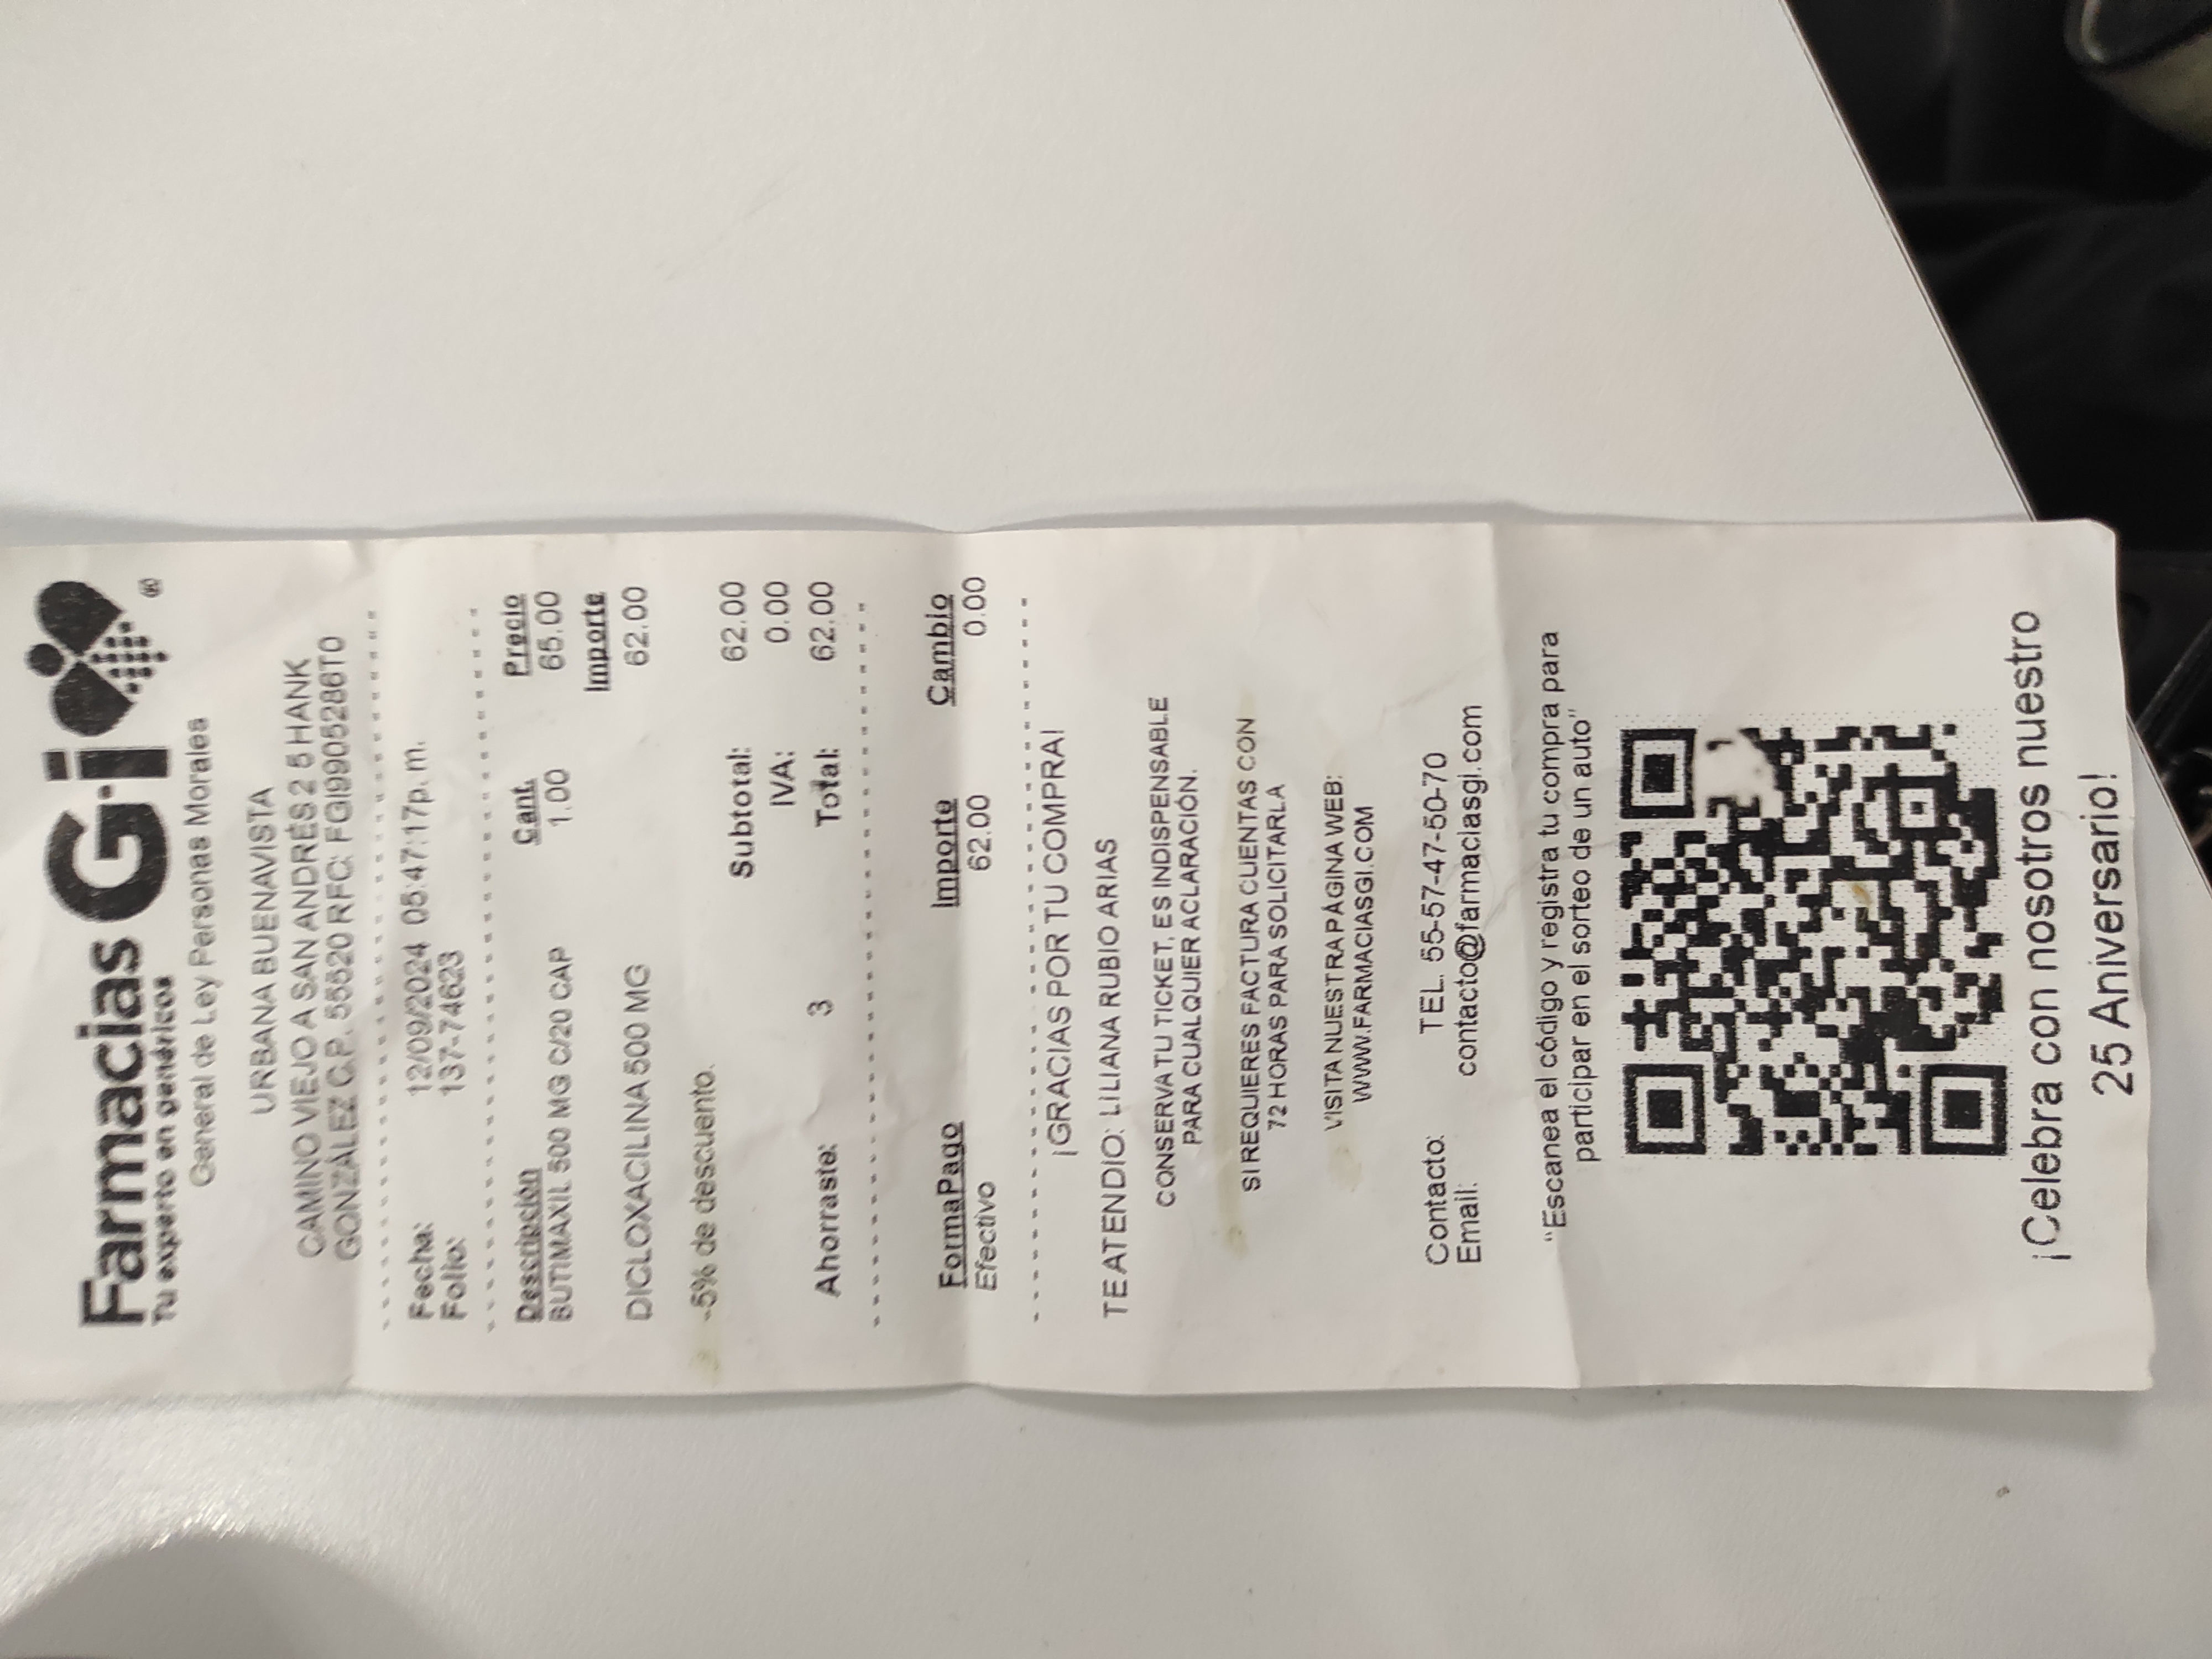 Farmacias Gi®
Tu experto en genéricos
General de Ley Personas Morales
URBANA BUENAVISTA
CAMINO VIEJO A SAN ANDRÉS 2 5 HANK
GONZÁLEZ C.P. 55520 RFC: FGI9905286T0
Fecha: 12/09/2024 05:47:17p. m.
Folio: 137-74623
Descripción Cant. Precio
BUTIMAXIL 500 MG C/20 CAP 1.00 65.00
Importe
DICLOXACILINA 500 MG 62.00
-5% de descuento.
Subtotal: 62.00
IVA: 0.00
Ahorraste: 3 Total: 62.00
FormaPago Importe Cambio
Efectivo 62.00 0.00
¡GRACIAS POR TU COMPRA!
TE ATENDIO: LILIANA RUBIO ARIAS
CONSERVA TU TICKET, ES INDISPENSABLE
PARA CUALQUIER ACLARACIÓN.
SI REQUIERES FACTURA CUENTAS CON
72 HORAS PARA SOLICITARLA
VISITA NUESTRA PÁGINA WEB:
WWW.FARMACIASGI.COM
Contacto: TEL. 55-57-47-50-70
Email: contacto@farmaciasgi.com
"Escanea el código y registra tu compra para
participar en el sorteo de un auto"
¡Celebra con nosotros nuestro
25 Aniversario!